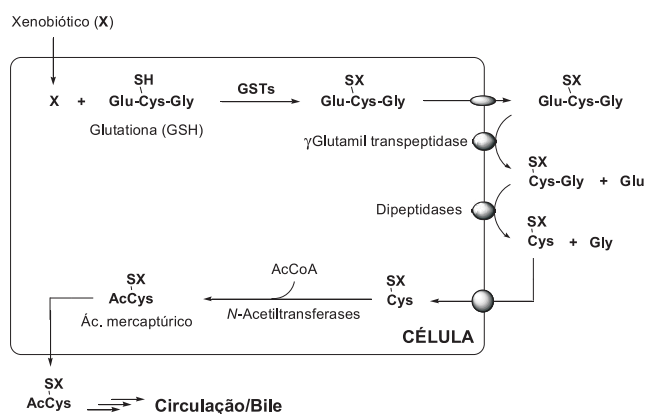 Xenobiótico (X)
SH
SX
SX
X + Glu-Cys-Gly
GSTs
Glu-Cys-Gly
Glu-Cys-Gly
Glutationa (GSH)
γGlutamil transpeptidase
SX
Cys-Gly + Glu
Dipeptidases
SX
Cys + Gly
AcCoA
SX
AcCys
SX
Cys
Ác. mercaptúrico
N-Acetiltransferases
CÉLULA
SX
AcCys
Circulação/Bile